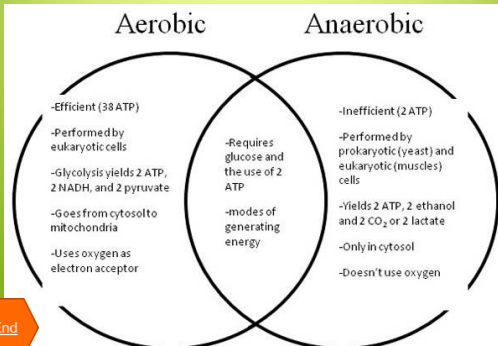 Aerobic
Anaerobic
-Efficient (38 ATP)
-Performed by
eukaryotic cells
-Glycolysis yields 2 ATP,
2 NADH, and 2 pyruvate
-Goes from cytosol to
mitochondria
-Uses oxygen as
electron acceptor
-Requires
glucose and
the use of 2
ATP
-modes of
generating
energy
-Inefficient (2 ATP)
-Performed by
prokaryotic (yeast) and
eukaryotic (muscles)
cells
-Yields 2 ATP, 2 ethanol
and 2 CO₂ or 2 lactate
-Only in cytosol
-Doesn't use oxygen
End